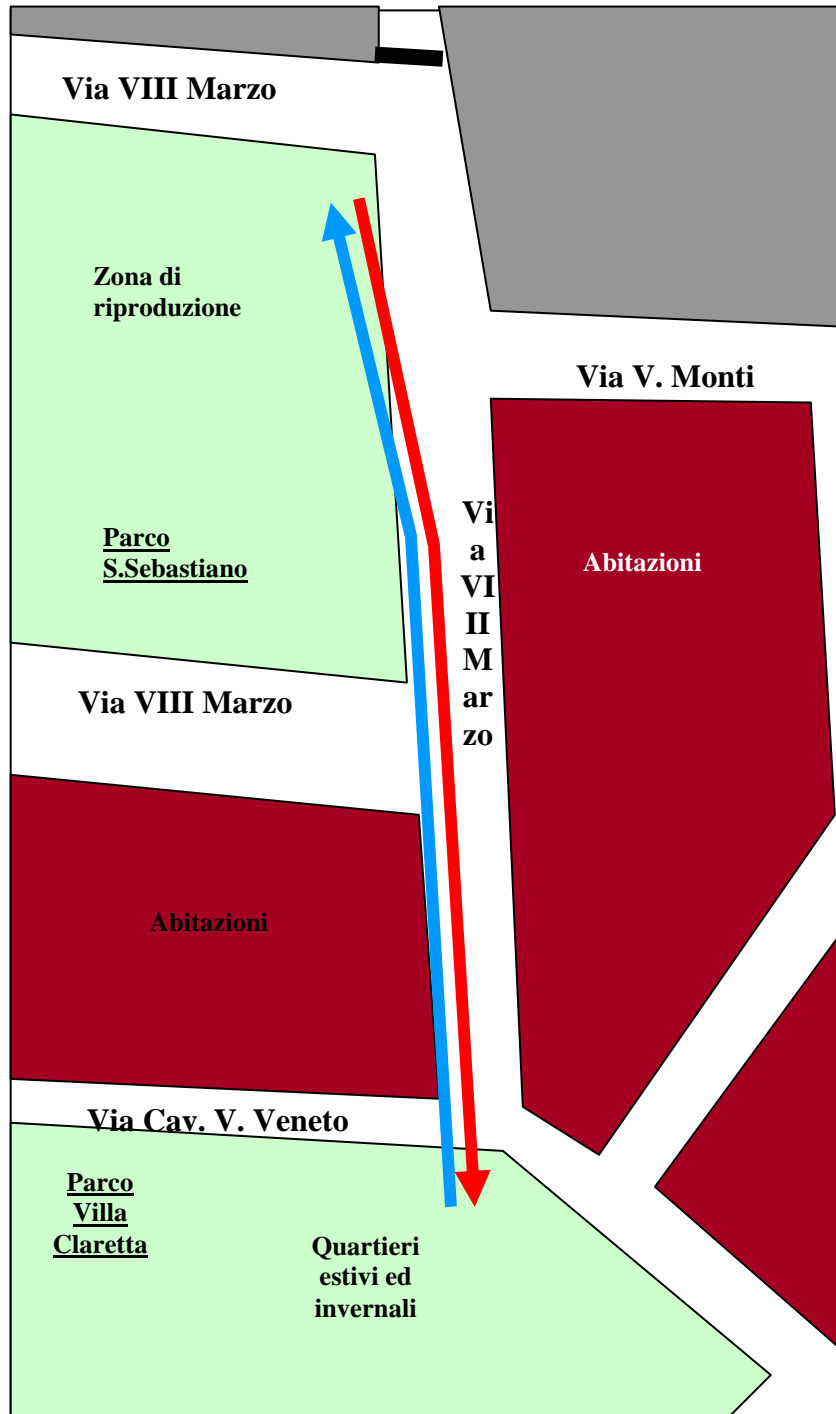 Via VIII Marzo
Zona di
riproduzione
Via V. Monti
Parco
S.Sebastiano
Vi
a
VI
II
M
ar
zo
Abitazioni
Via VIII Marzo
Abitazioni
Via Cav. V. Veneto
Parco
Villa
Claretta
Quartieri
estivi ed
invernali